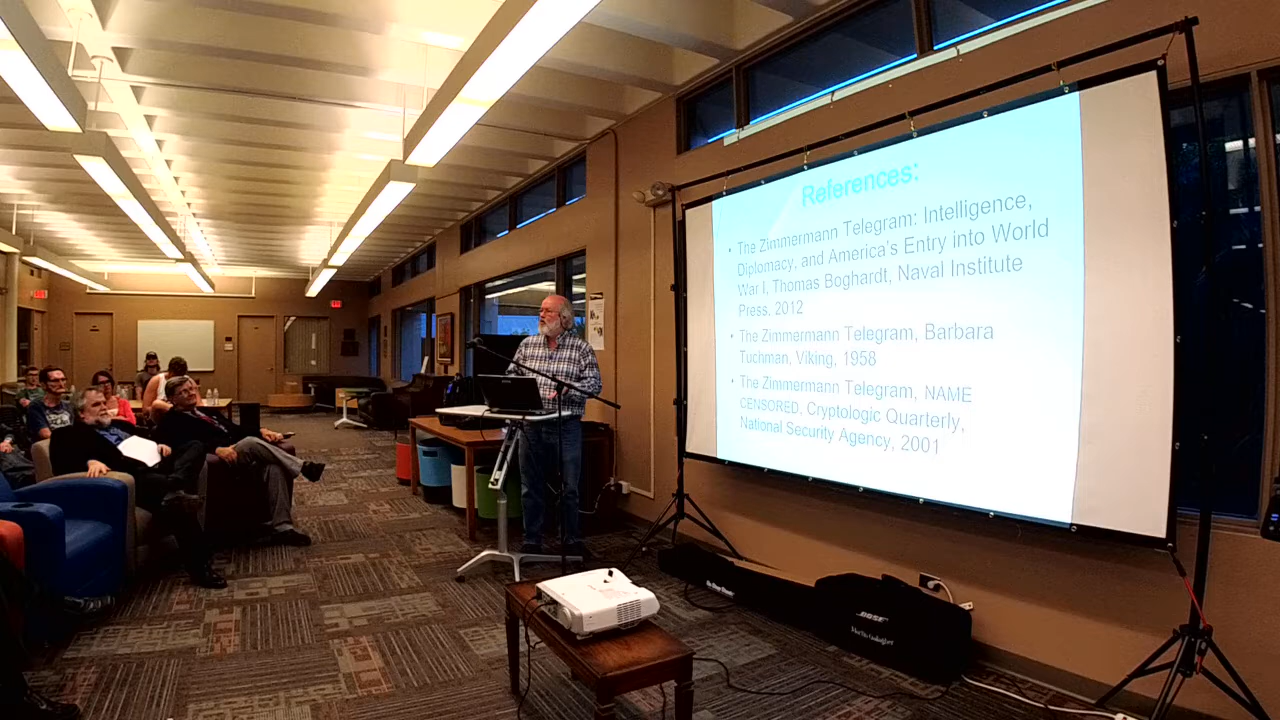 References:
• The Zimmermann Telegram: Intelligence,
Diplomacy, and America's Entry into World
War I, Thomas Boghardt, Naval Institute
Press, 2012
• The Zimmermann Telegram, Barbara
Tuchman, Viking, 1958
• The Zimmermann Telegram, NAME
CENSORED, Cryptologic Quarterly,
National Security Agency, 2001
BOSE